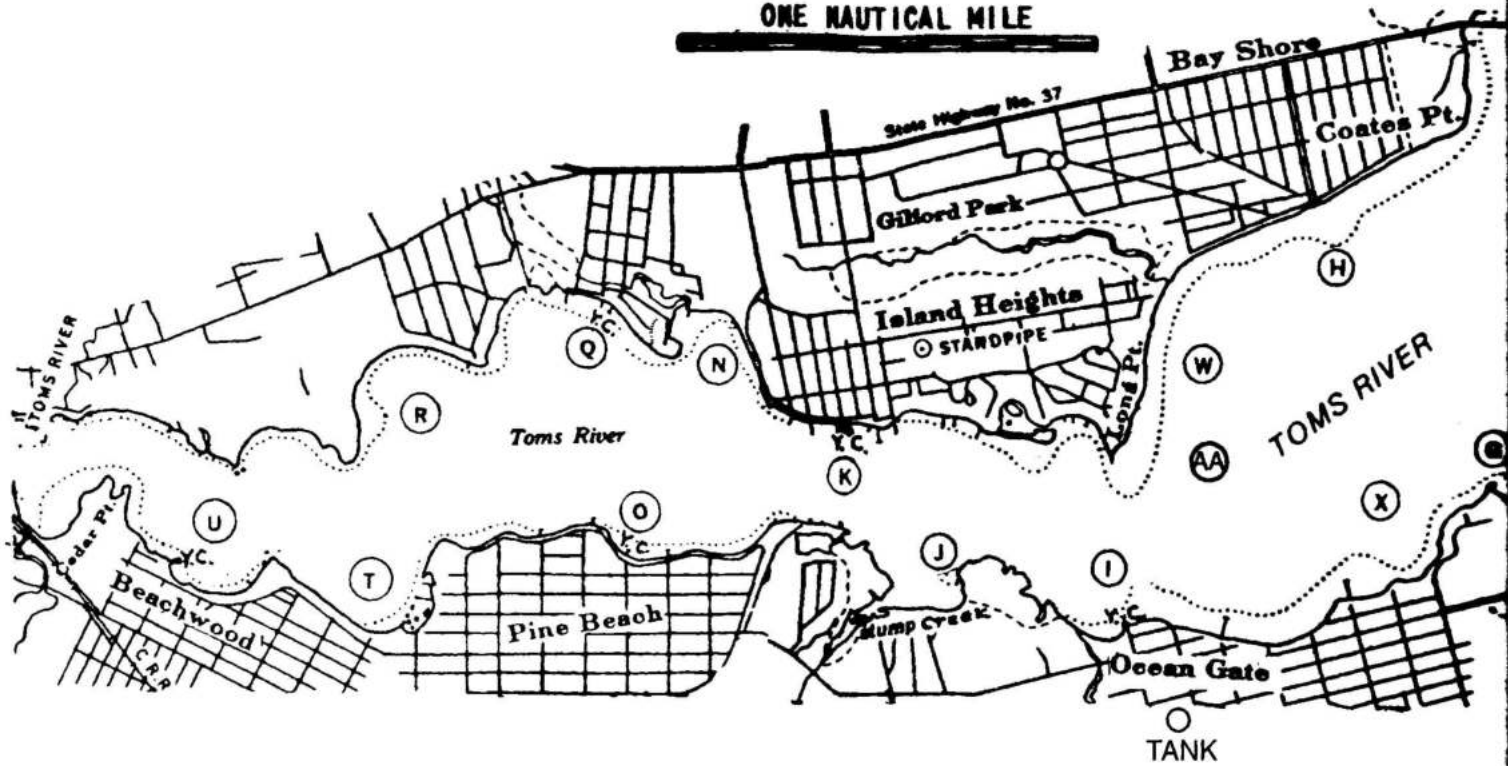 ONE NAUTICAL MILE
Bay Shore
State Highway No. 37
Coates Pt.
Gilford Park
H
Island Heights
STANDPIPE
Y.C.
Q
N
W
Long Pt.
TOMS RIVER
TOMS RIVER
R
Toms River
Y.C.
K
AA
X
Cedar Pt.
U
Y.C.
O
Y.C.
J
I
T
Beachwood
Pine Beach
Mump Creek
Y.C.
C.R.R
Ocean Gate
TANK